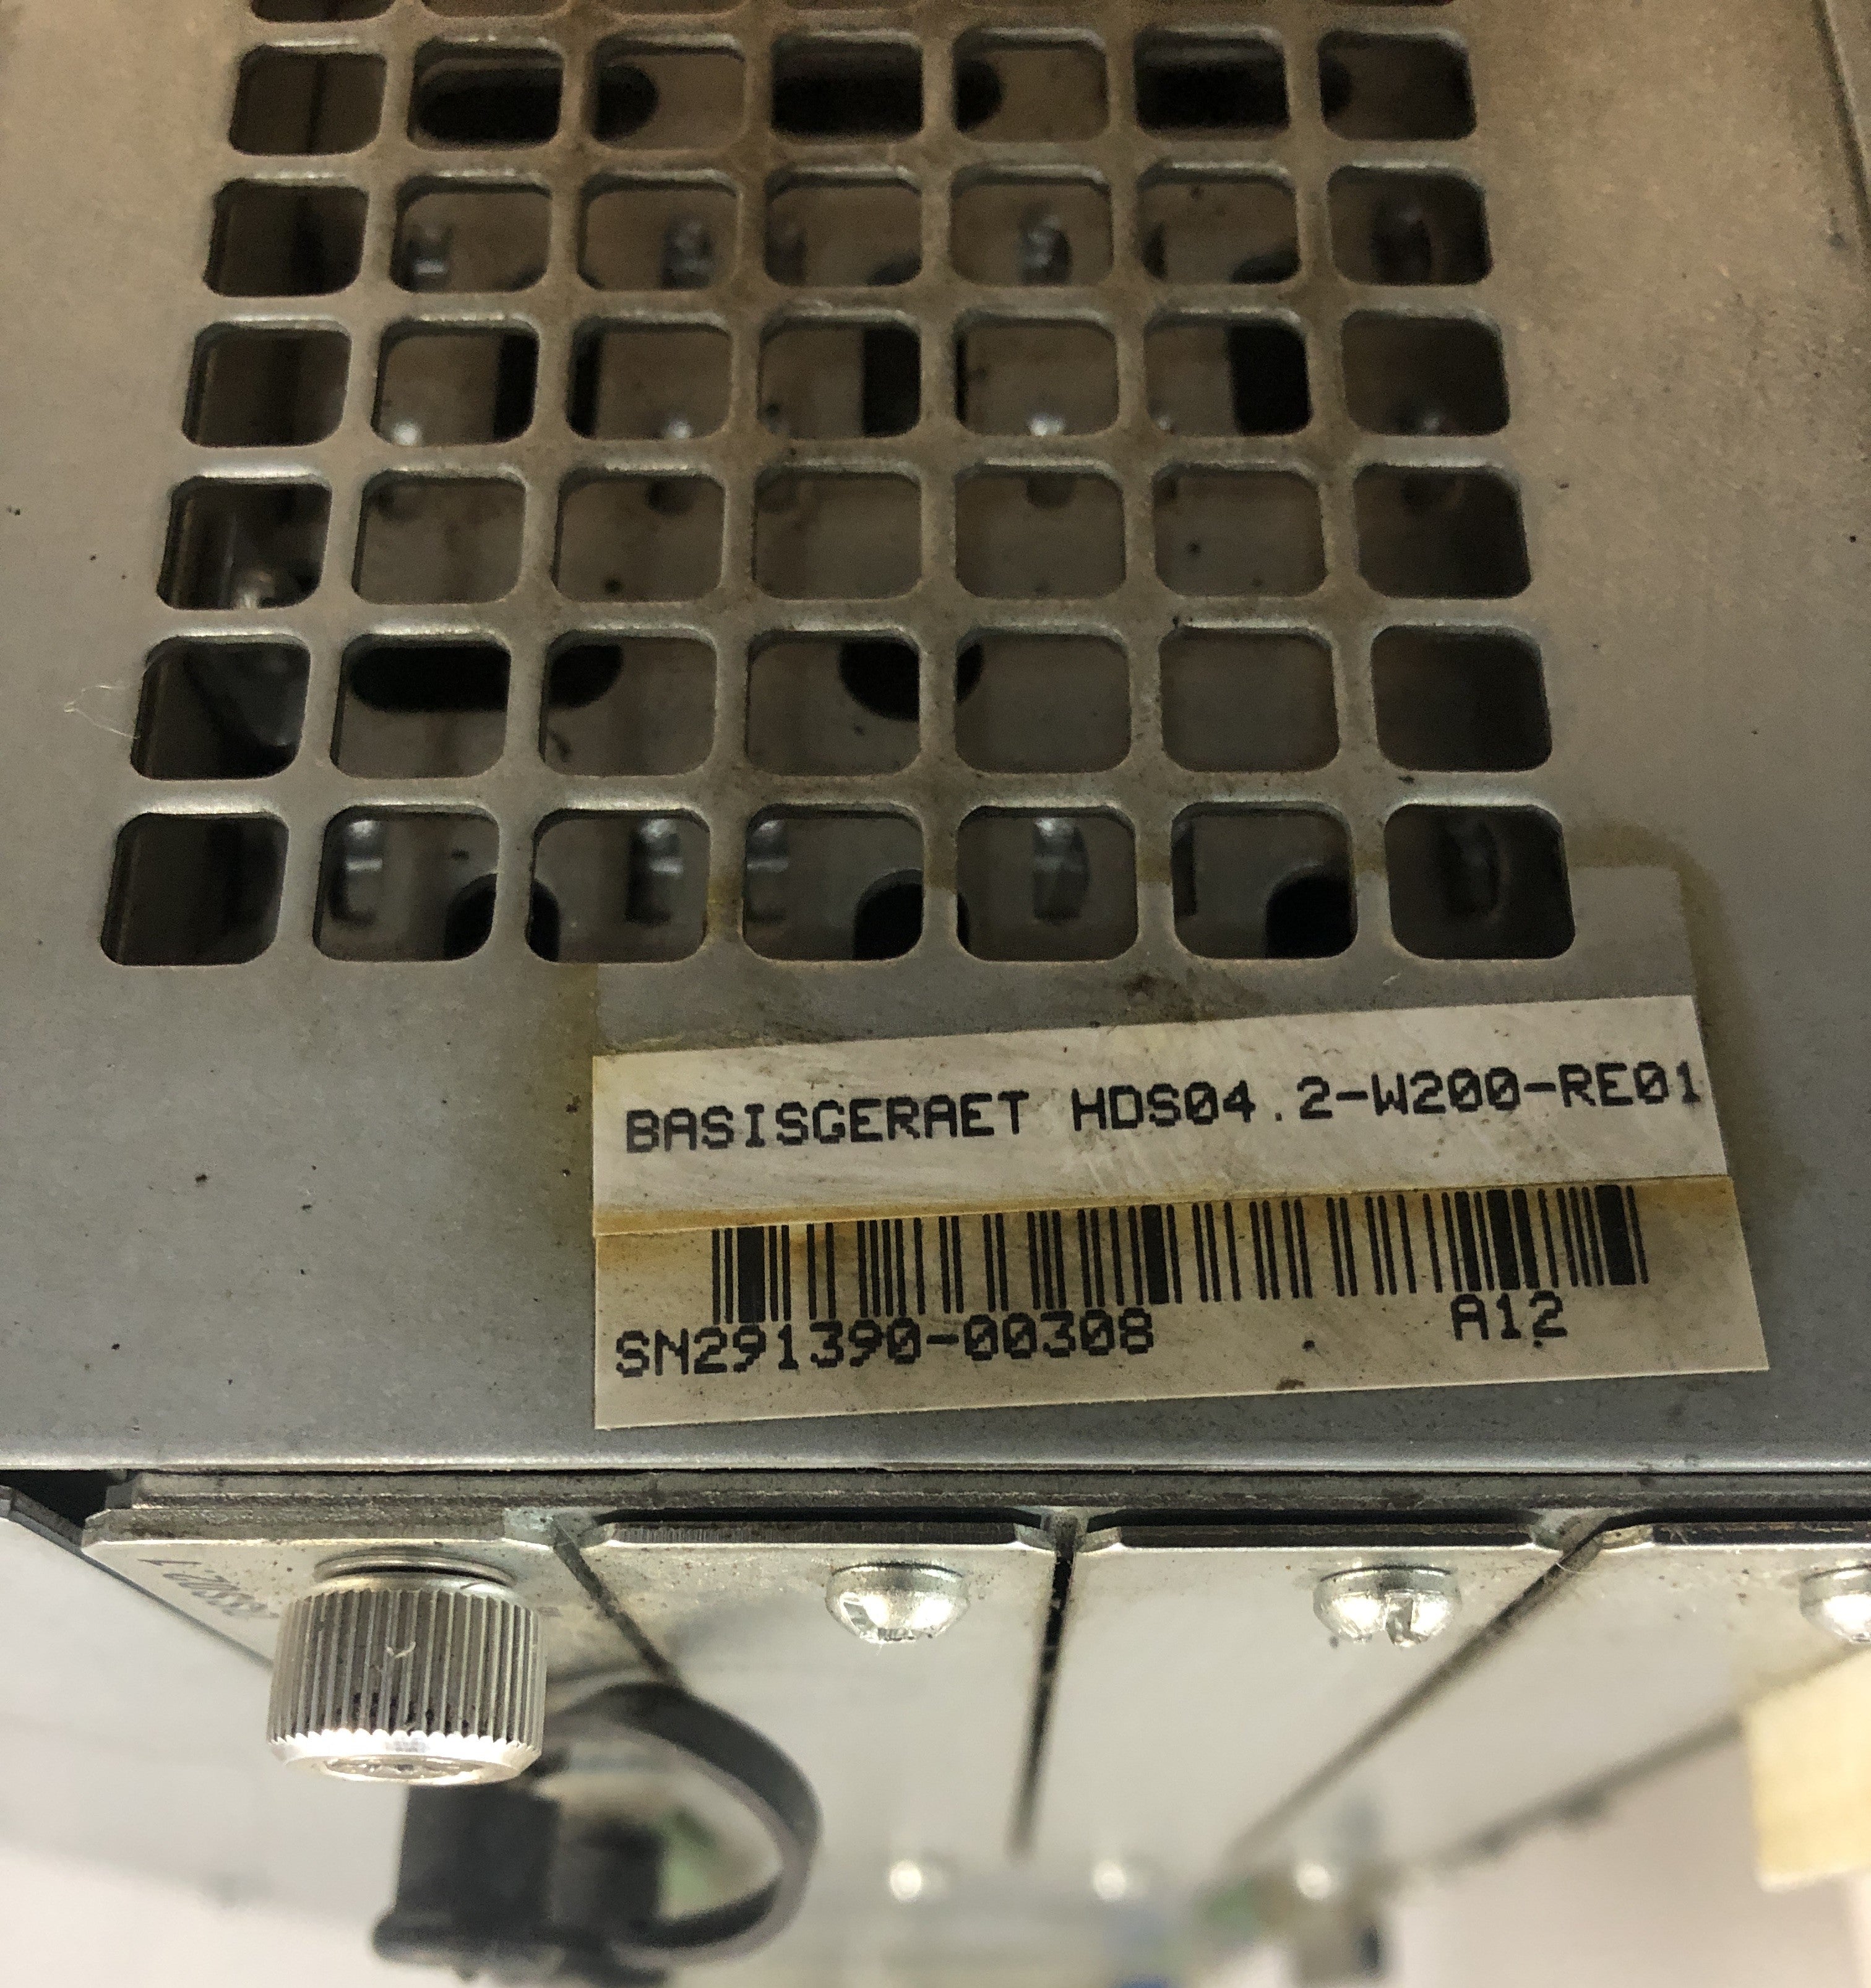 BASISGERAET HDS04.2-W200-RE01
SN291390-00308 A12